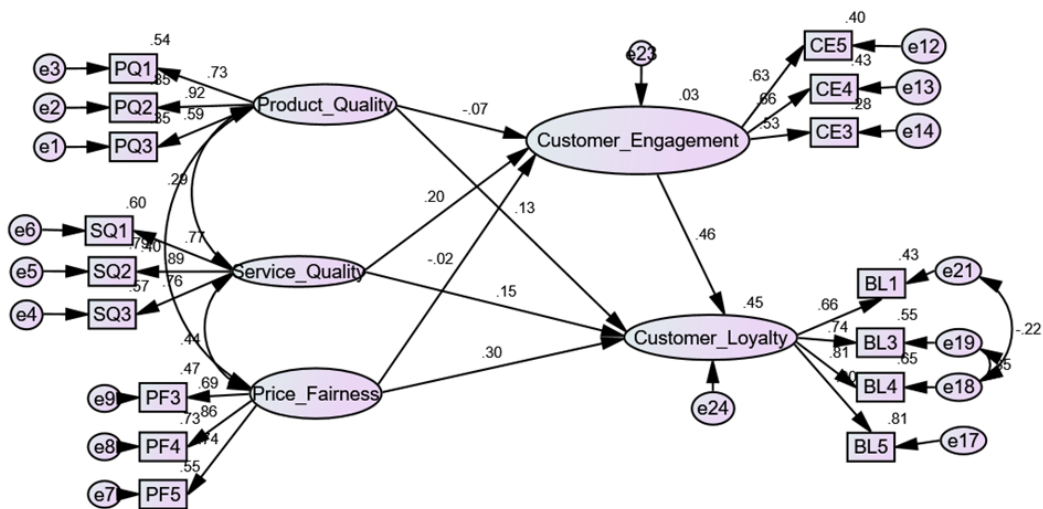 .40
.54
e23
CE5
e12
e3
PQ1
.73
.63
.43
.85
.92
Product_Quality
.03
.66
CE4
e13
e2
PQ2
-.07
.28
.35
.59
.53
CE3
e14
e1
PQ3
Customer_Engagement
.29
.20
.60
.13
e6
SQ1
.77
.46
.79
.40
-.02
.43
e5
SQ2
.89
Service_Quality
BL1
e21
.57
.76
.15
.45
.66
e4
SQ3
.55
-.22
.74
Customer_Loyalty
BL3
e19
.44
.30
.81
.65
.47
BL4
e18
e9
PF3
.69
Price_Fairness
e24
.86
.81
.73
e8
PF4
.74
BL5
e17
.55
e7
PF5